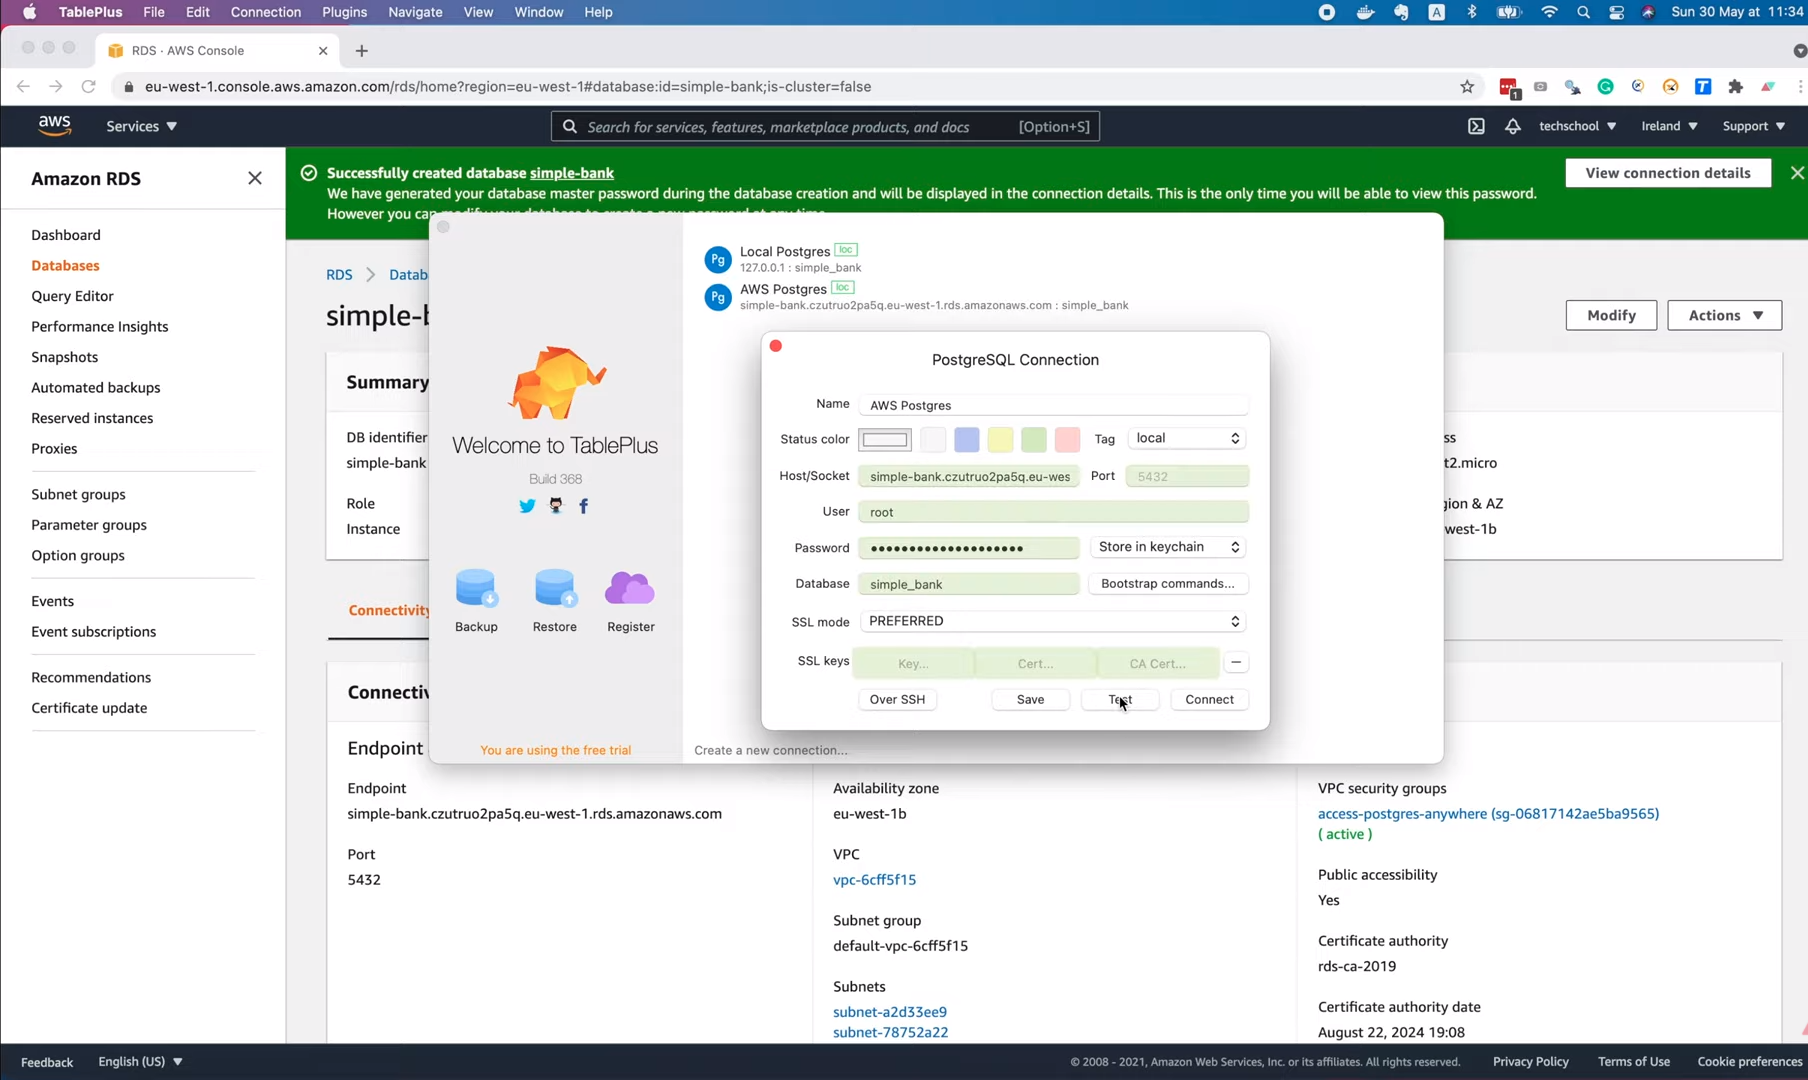 TablePlus File Edit Connection Plugins Navigate View Window Help
A
Sun 30 May at 11:34
RDS · AWS Console
eu-west-1.console.aws.amazon.com/rds/home?region=eu-west-1#database:id=simple-bank;is-cluster=false
1
T
aws
Services
Search for services, features, marketplace products, and docs [Option+S]
techschool
Ireland
Support
Amazon RDS
Dashboard
Databases
Query Editor
Performance Insights
Snapshots
Automated backups
Reserved instances
Proxies
Subnet groups
Parameter groups
Option groups
Events
Event subscriptions
Recommendations
Certificate update
Successfully created database simple-bank
We have generated your database master password during the database creation and will be displayed in the connection details. This is the only time you will be able to view this password.
However you can modify your database to create a new password at any time.
View connection details
RDS
Datab
simple-b
Modify
Actions
Summary
DB identifier
simple-bank
Role
Instance
ss
t2.micro
gion & AZ
west-1b
Connectivity
Connectiv
Welcome to TablePlus
Build 368
f
Backup
Restore
Register
You are using the free trial
Pg
Local Postgres loc
127.0.0.1 : simple_bank
Pg
AWS Postgres loc
simple-bank.czutruo2pa5q.eu-west-1.rds.amazonaws.com : simple_bank
Create a new connection...
PostgreSQL Connection
Name AWS Postgres
Status color
Tag local
Host/Socket simple-bank.czutruo2pa5q.eu-wes Port 5432
User root
Password ●●●●●●●●●●●●●●●●●●●● Store in keychain
Database simple_bank Bootstrap commands...
SSL mode PREFERRED
SSL keys Key... Cert... CA Cert...
Over SSH Save Test Connect
Endpoint
Endpoint
simple-bank.czutruo2pa5q.eu-west-1.rds.amazonaws.com
Port
5432
Availability zone
eu-west-1b
VPC
vpc-6cff5f15
Subnet group
default-vpc-6cff5f15
Subnets
subnet-a2d33ee9
subnet-78752a22
VPC security groups
access-postgres-anywhere (sg-06817142ae5ba9565)
( active )
Public accessibility
Yes
Certificate authority
rds-ca-2019
Certificate authority date
August 22, 2024 19:08
Feedback
English (US)
© 2008 - 2021, Amazon Web Services, Inc. or its affiliates. All rights reserved.
Privacy Policy
Terms of Use
Cookie preferences